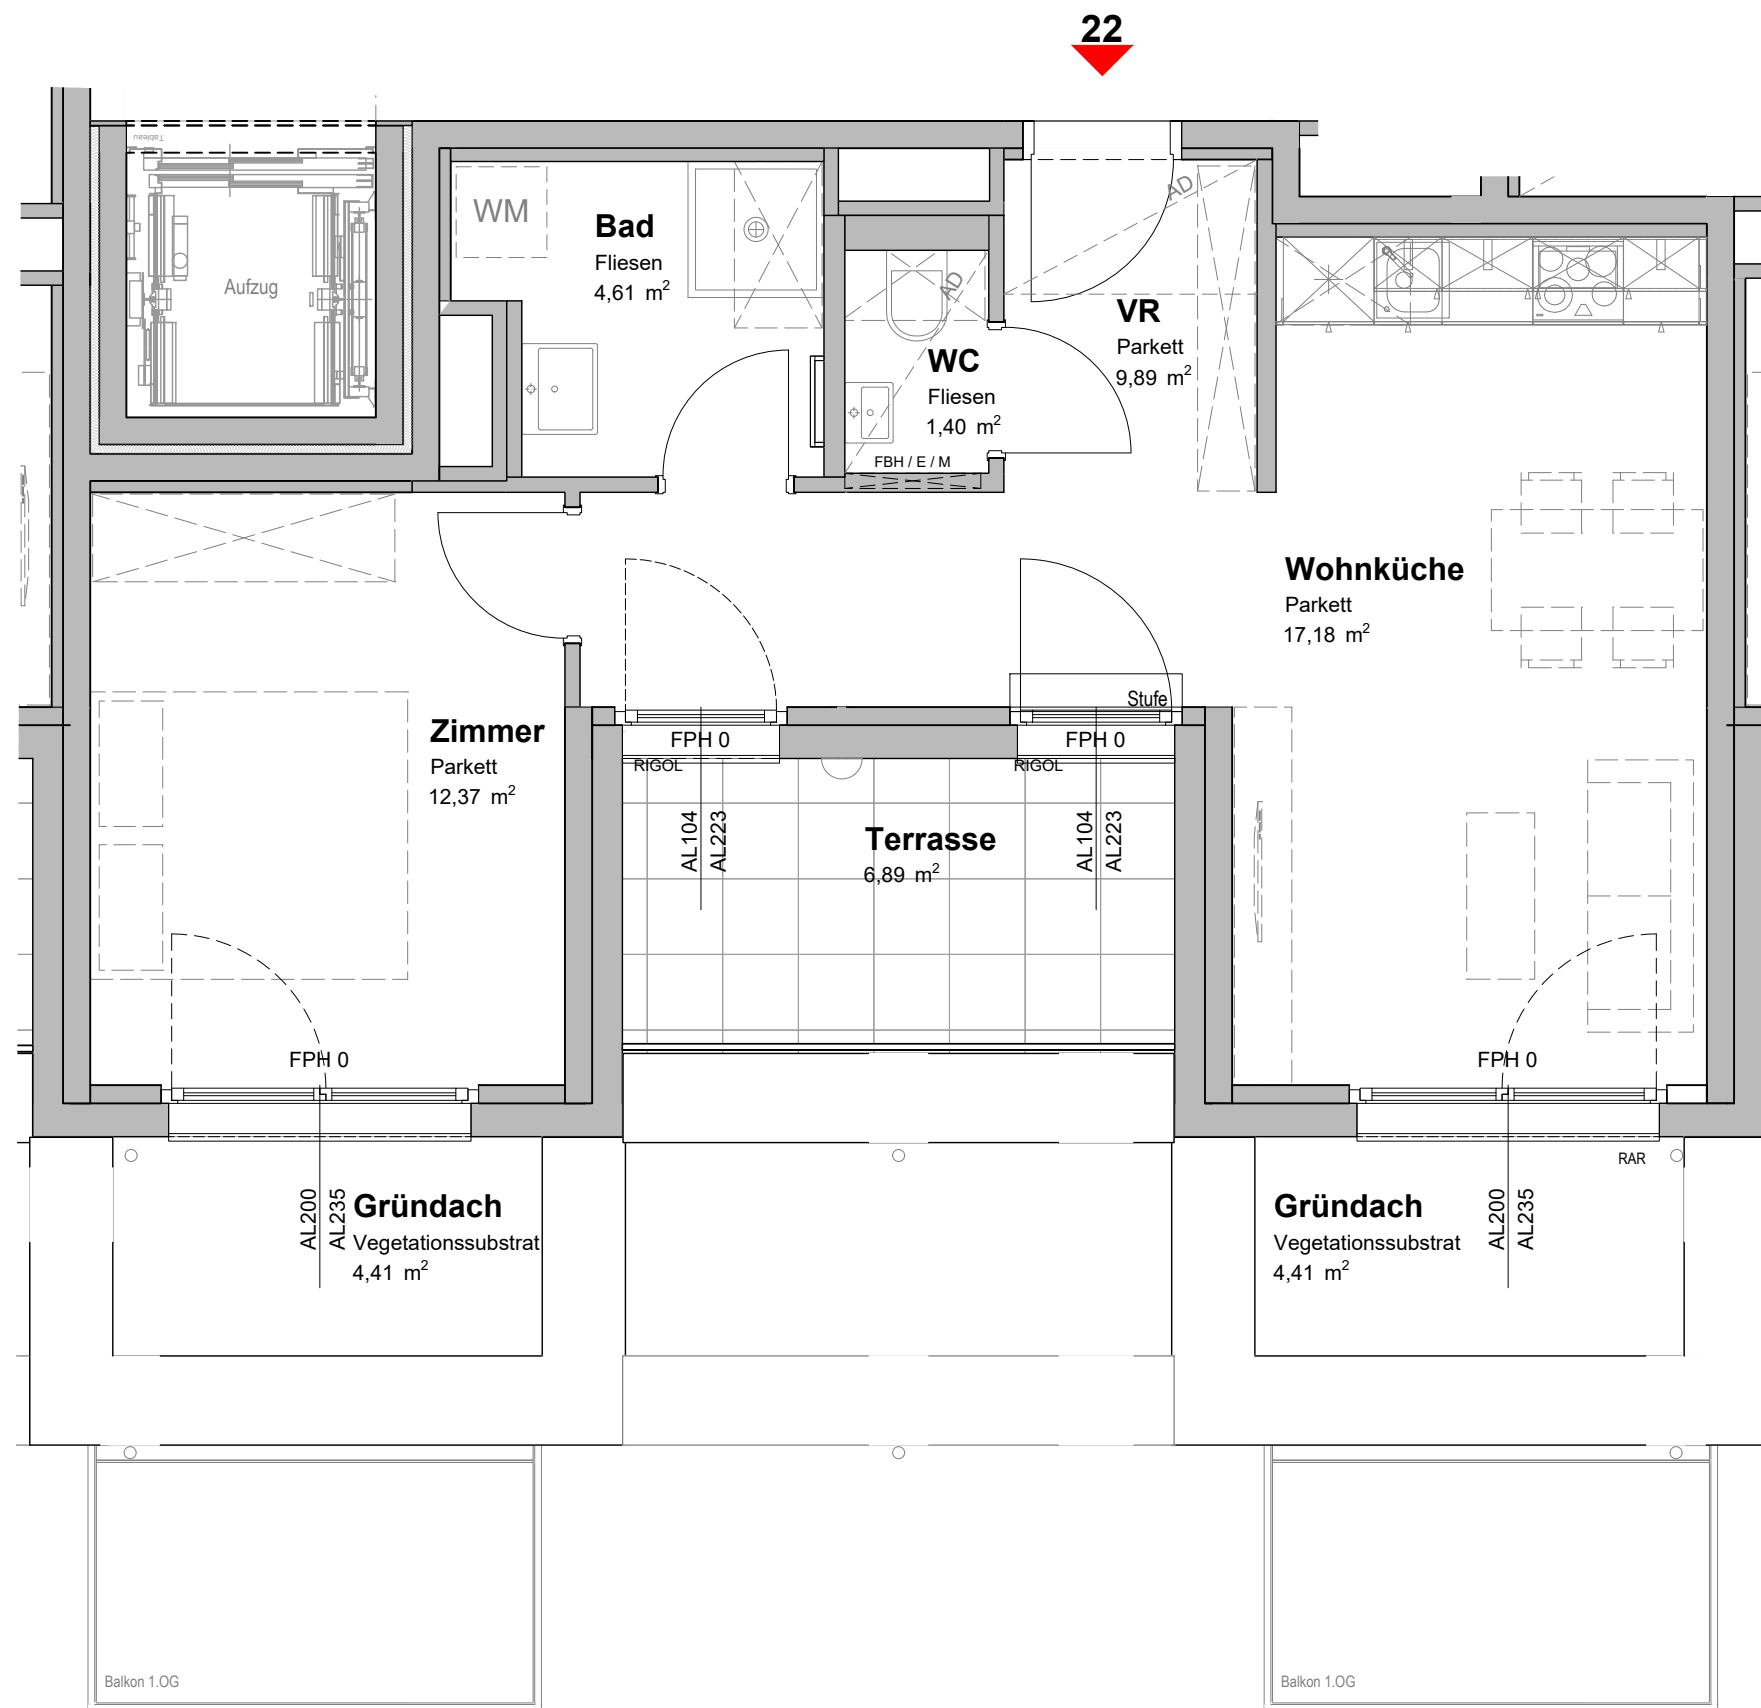 22
Tableau
Aufzug
WM
Bad
Fliesen
4,61 m²
AD
AD
VR
Parkett
9,89 m²
WC
Fliesen
1,40 m²
FBH / E / M
Wohnküche
Parkett
17,18 m²
Stufe
Zimmer
Parkett
12,37 m²
FPH 0
FPH 0
RIGOL
RIGOL
AL104
AL223
AL104
AL223
Terrasse
6,89 m²
FPH 0
FPH 0
RAR
AL200
AL235
Gründach
Vegetationssubstrat
4,41 m²
Gründach
Vegetationssubstrat
4,41 m²
AL200
AL235
Balkon 1.OG
Balkon 1.OG